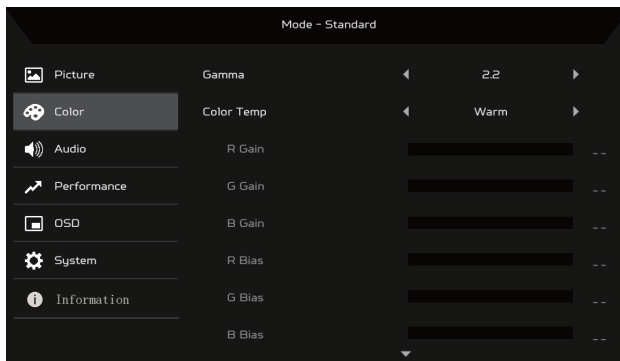 Mode - Standard
Picture
Gamma 2.2
Color
Color Temp Warm
Audio
R Gain --
Performance
G Gain --
OSD
B Gain --
System
R Bias --
Information
G Bias --
B Bias --